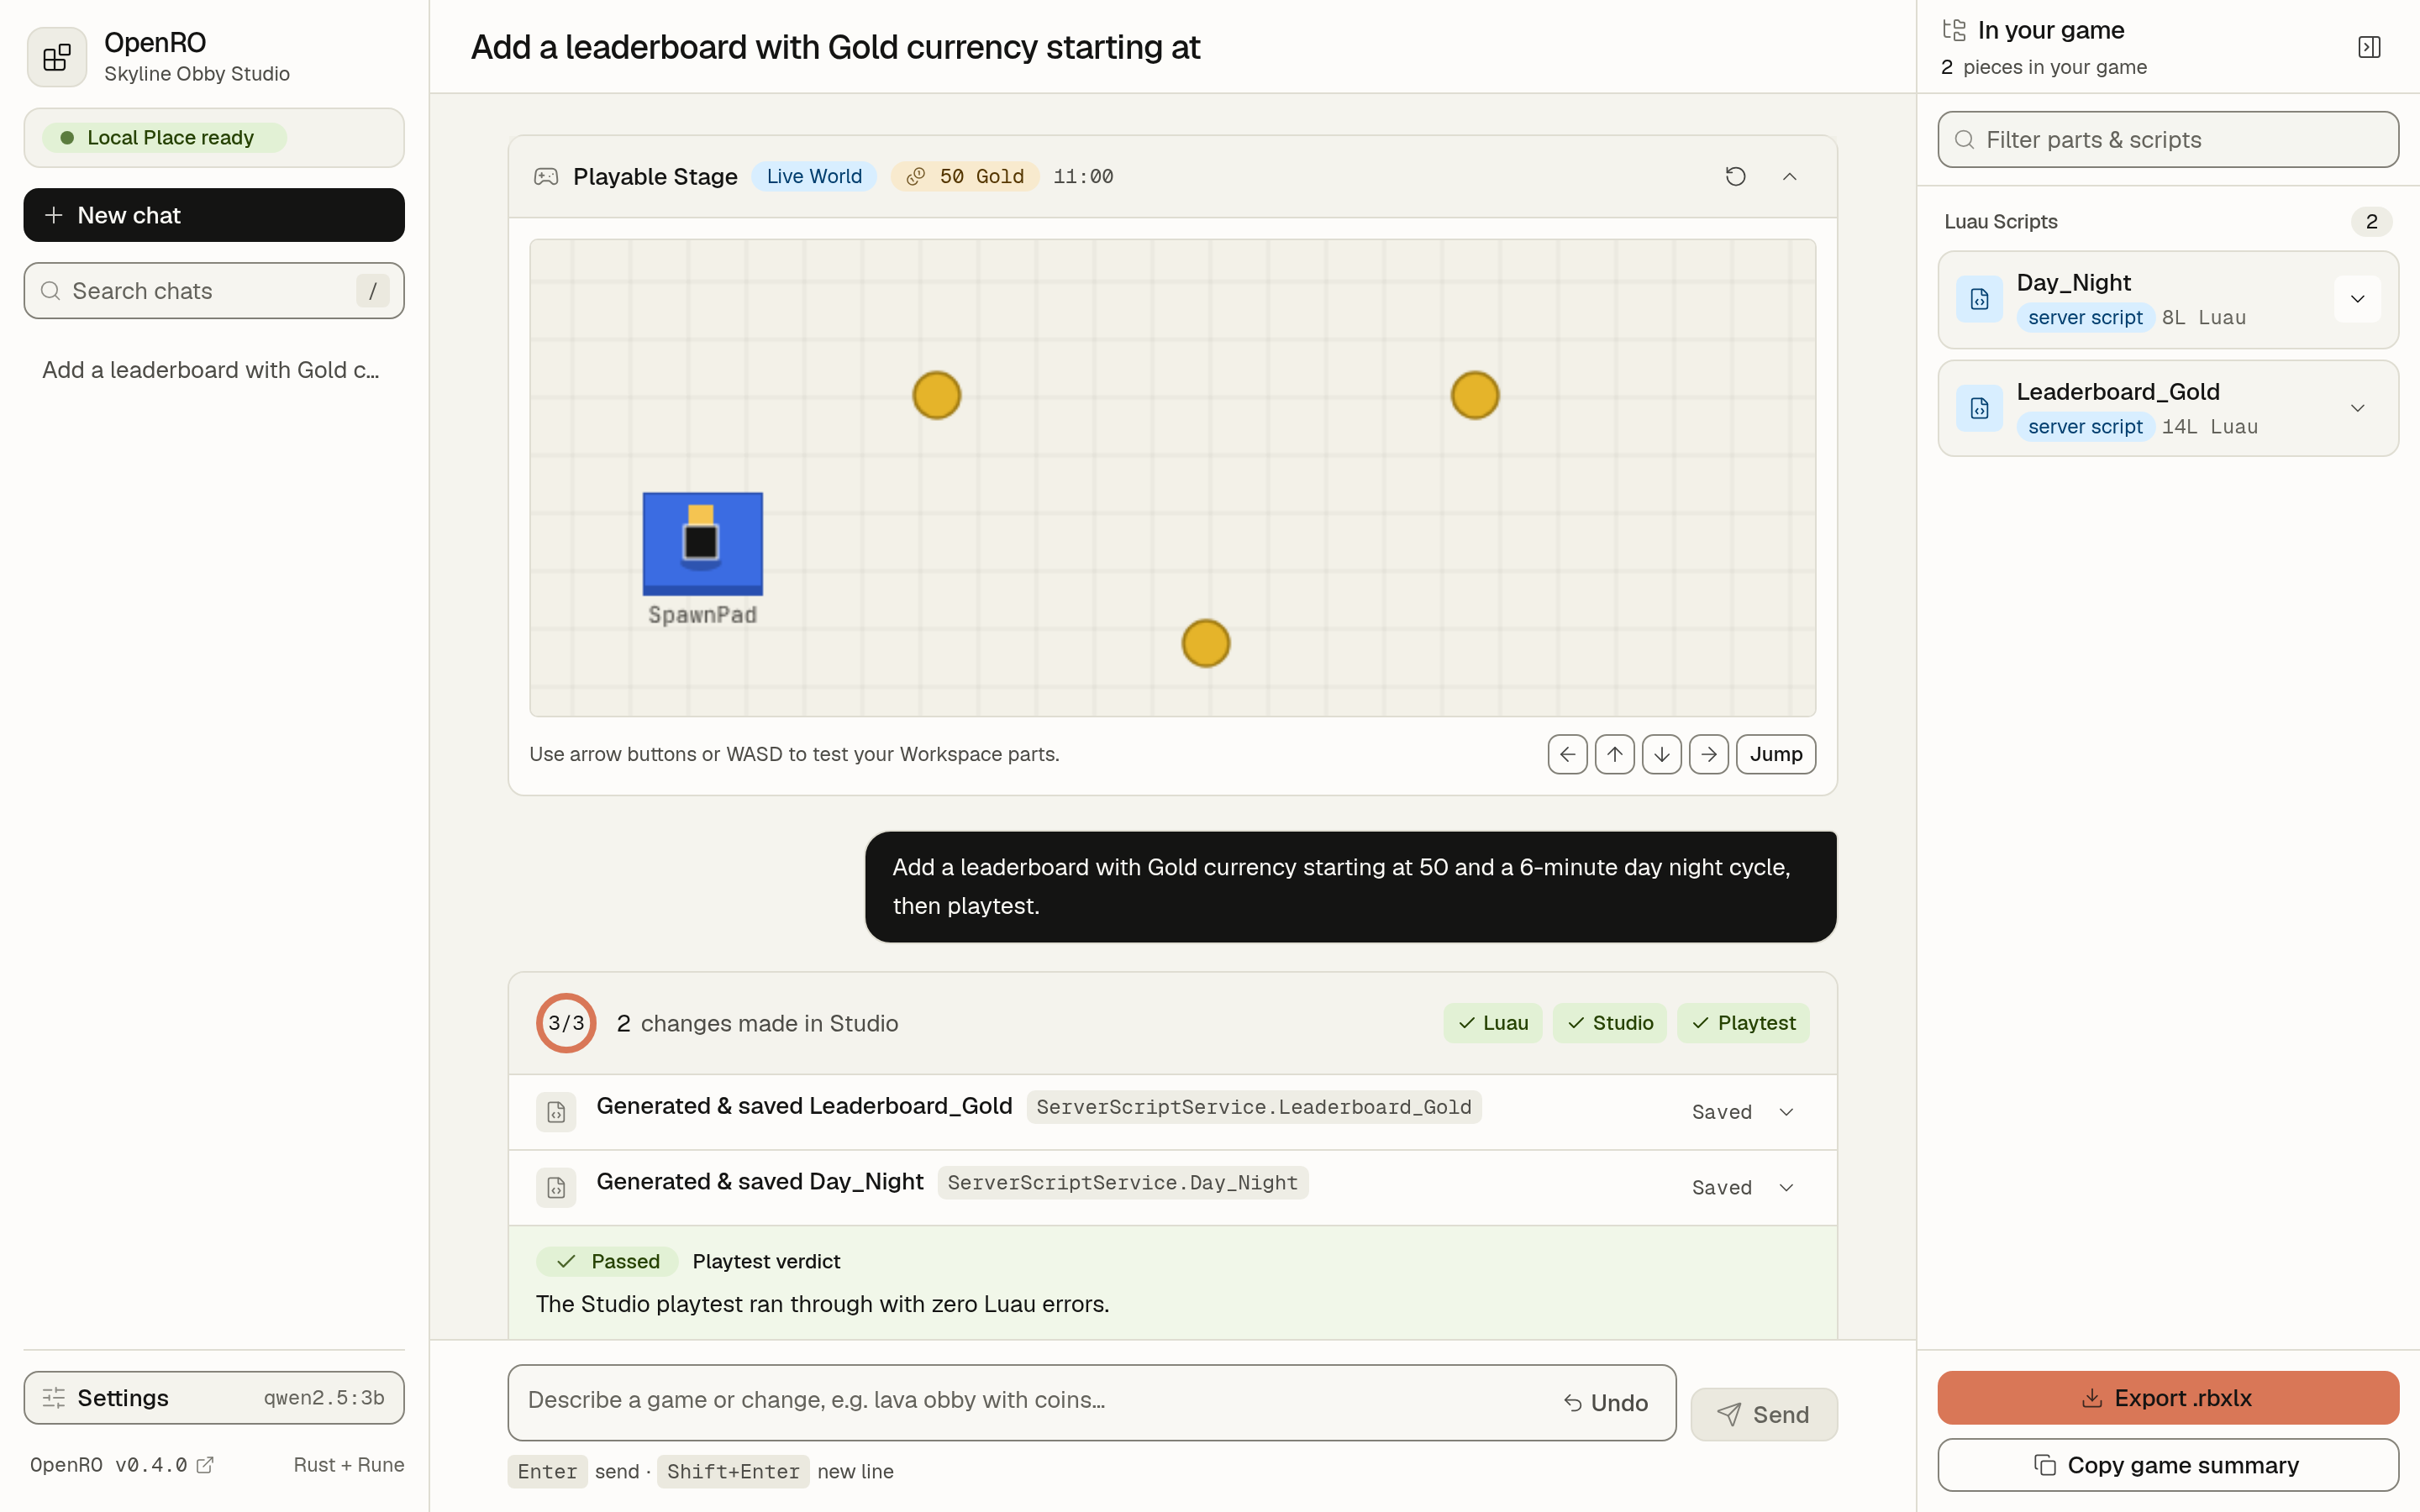 OpenRO
Skyline Obby Studio
Local Place ready
New chat
Search chats /
Add a leaderboard with Gold c...
Settings qwen2.5:3b
OpenRO v0.4.0 Rust + Rune
Add a leaderboard with Gold currency starting at
Playable Stage Live World 50 Gold 11:00
SpawnPad
Use arrow buttons or WASD to test your Workspace parts.
Jump
Add a leaderboard with Gold currency starting at 50 and a 6-minute day night cycle,
then playtest.
3/3 2 changes made in Studio Luau Studio Playtest
Generated & saved Leaderboard_Gold ServerScriptService.Leaderboard_Gold Saved
Generated & saved Day_Night ServerScriptService.Day_Night Saved
Passed Playtest verdict
The Studio playtest ran through with zero Luau errors.
Describe a game or change, e.g. lava obby with coins... Undo Send
Enter send · Shift+Enter new line
In your game
2 pieces in your game
Filter parts & scripts
Luau Scripts 2
Day_Night
server script 8L Luau
Leaderboard_Gold
server script 14L Luau
Export .rbxlx
Copy game summary